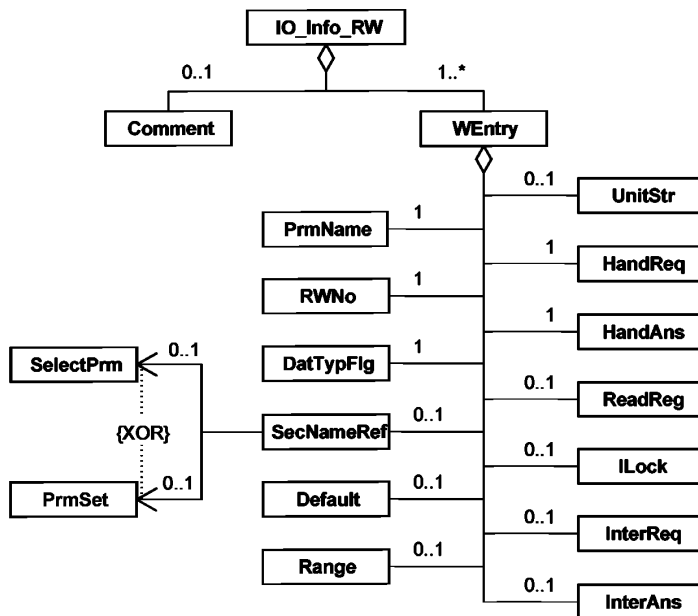 IO_Info_RW
0..1
1..*
Comment
WEntry
0..1
UnitStr
PrmName
1
1
HandReq
RWNo
1
1
HandAns
SelectPrm
0..1
DatTypFlg
1
0..1
ReadReg
{XOR}
SecNameRef
0..1
0..1
ILock
PrmSet
0..1
Default
0..1
0..1
InterReq
Range
0..1
0..1
InterAns